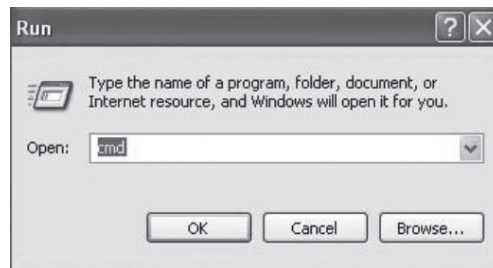 Run
?
X
Type the name of a program, folder, document, or
Internet resource, and Windows will open it for you.
Open: cmd
OK Cancel Browse...